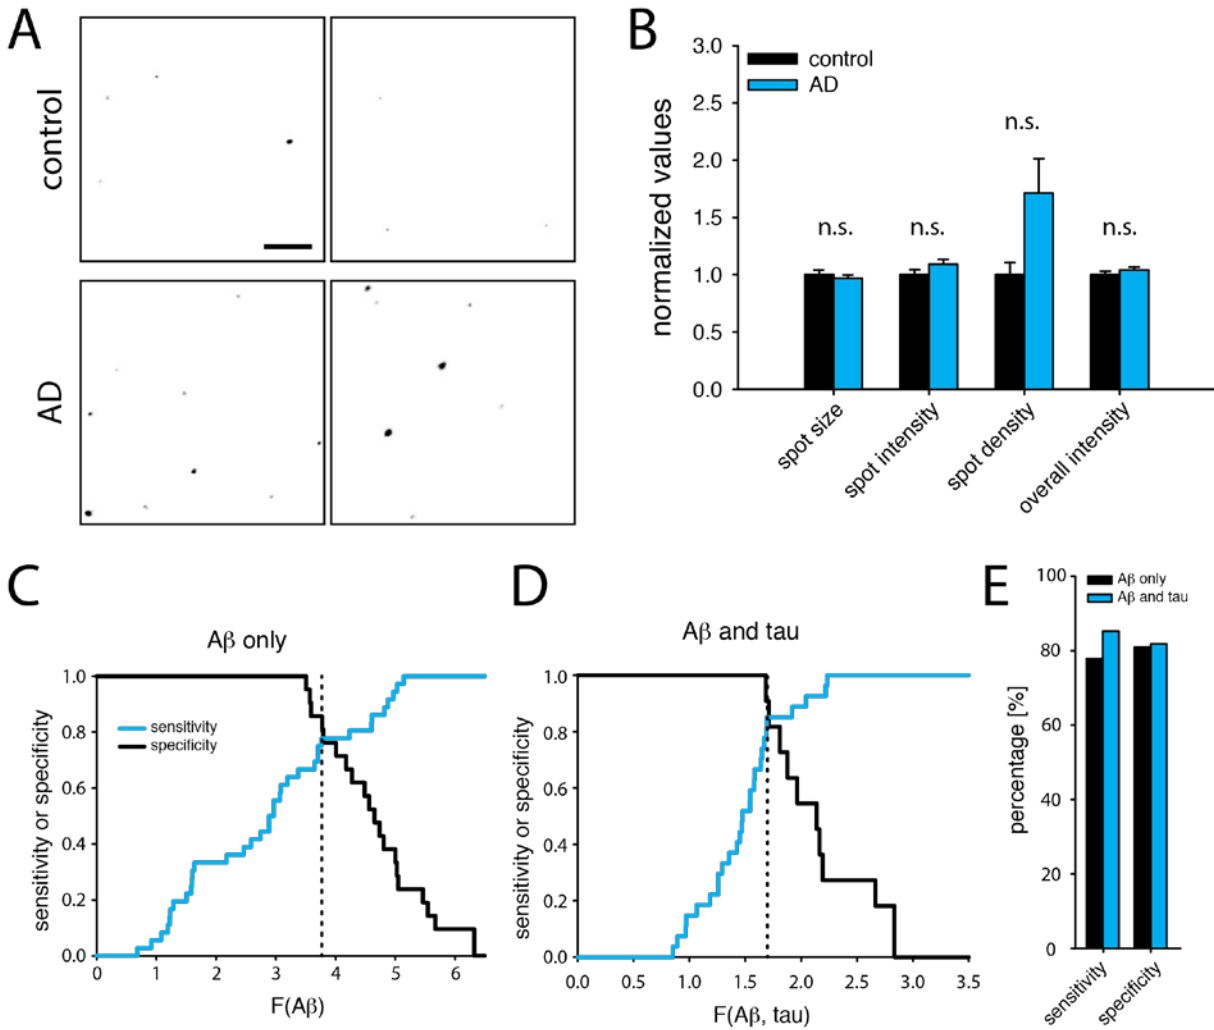 A
control
AD
B
3.0
2.5
2.0
1.5
1.0
0.5
0.0
normalized values
control
AD
n.s.
n.s.
n.s.
n.s.
spot size
spot intensity
spot density
overall intensity
C
Aβ only
1.0
0.8
0.6
0.4
0.2
0.0
sensitivity or specificity
sensitivity
specificity
0 1 2 3 4 5 6
F(Aβ)
D
Aβ and tau
1.0
0.8
0.6
0.4
0.2
0.0
sensitivity or specificity
0.0 0.5 1.0 1.5 2.0 2.5 3.0 3.5
F(Aβ, tau)
E
100
80
60
40
20
0
percentage [%]
Aβ only
Aβ and tau
sensitivity
specificity